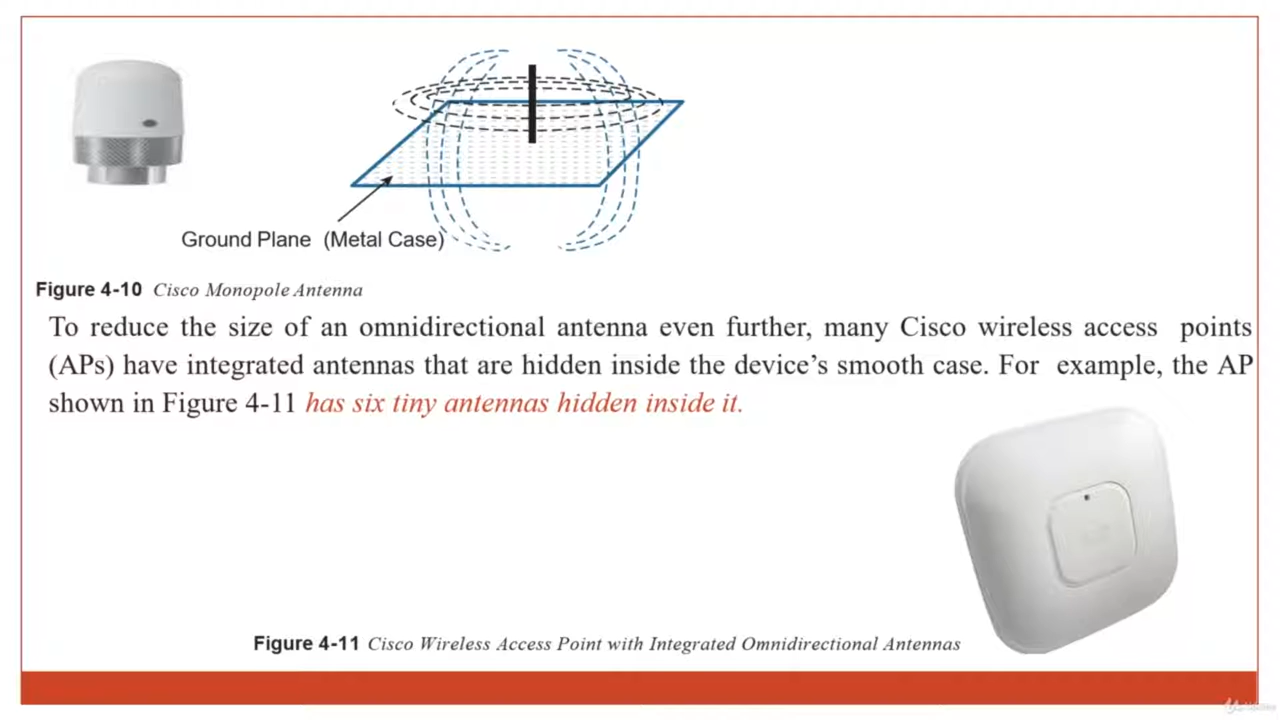 Ground Plane (Metal Case)
Figure 4-10 Cisco Monopole Antenna
To reduce the size of an omnidirectional antenna even further, many Cisco wireless access points
(APs) have integrated antennas that are hidden inside the device’s smooth case. For example, the AP
shown in Figure 4-11 has six tiny antennas hidden inside it.
Figure 4-11 Cisco Wireless Access Point with Integrated Omnidirectional Antennas